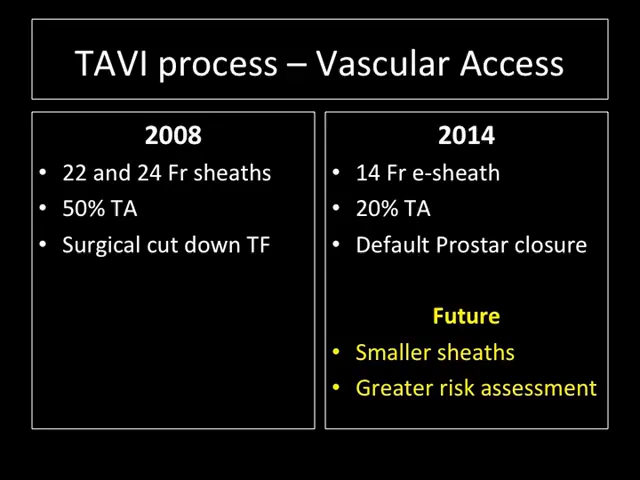 TAVI process – Vascular Access
2008
• 22 and 24 Fr sheaths
• 50% TA
• Surgical cut down TF
2014
• 14 Fr e-sheath
• 20% TA
• Default Prostar closure
Future
• Smaller sheaths
• Greater risk assessment